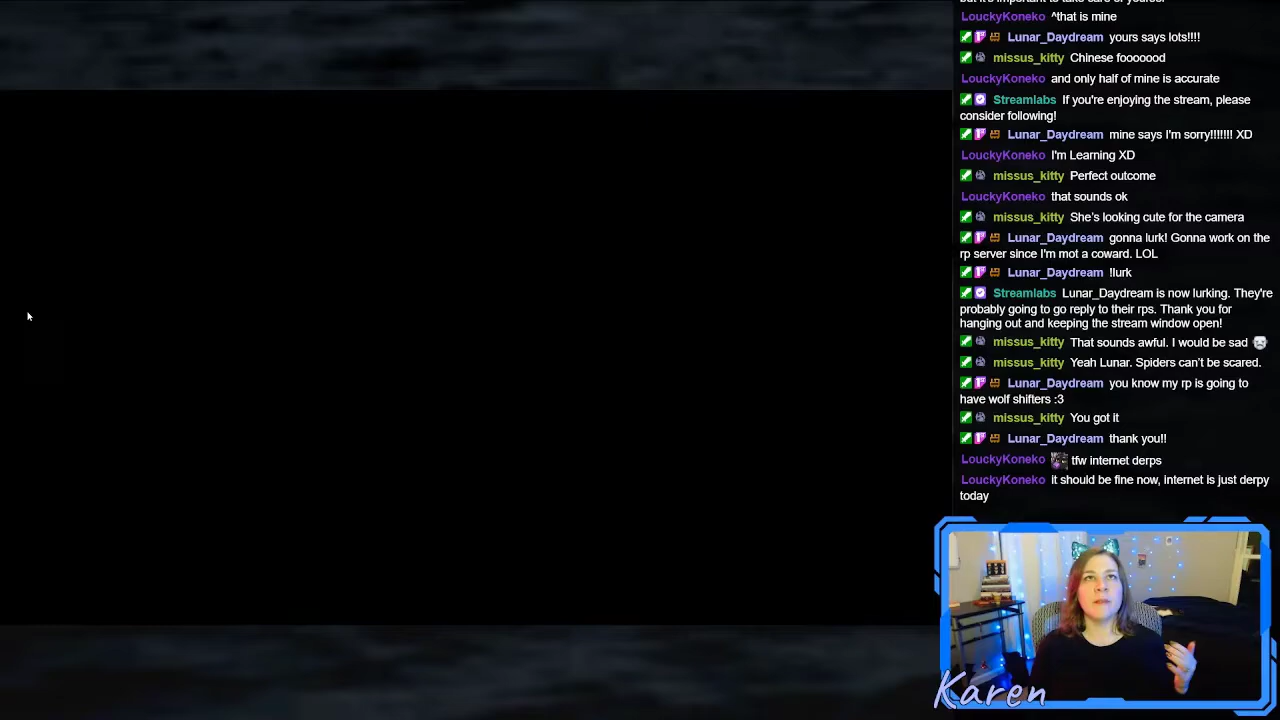 LouckyKoneko ^that is mine
Lunar_Daydream yours says lots!!!!
missus_kitty Chinese fooooood
LouckyKoneko and only half of mine is accurate
Streamlabs If you're enjoying the stream, please
consider following!
Lunar_Daydream mine says I'm sorry!!!!!!! XD
LouckyKoneko I'm Learning XD
missus_kitty Perfect outcome
LouckyKoneko that sounds ok
missus_kitty She's looking cute for the camera
Lunar_Daydream gonna lurk! Gonna work on the
rp server since I'm mot a coward. LOL
Lunar_Daydream !lurk
Streamlabs Lunar_Daydream is now lurking. They're
probably going to go reply to their rps. Thank you for
hanging out and keeping the stream window open!
missus_kitty That sounds awful. I would be sad
missus_kitty Yeah Lunar. Spiders can't be scared.
Lunar_Daydream you know my rp is going to
have wolf shifters :3
missus_kitty You got it
Lunar_Daydream thank you!!
LouckyKoneko tfw internet derps
LouckyKoneko it should be fine now, internet is just derpy
today
Karen